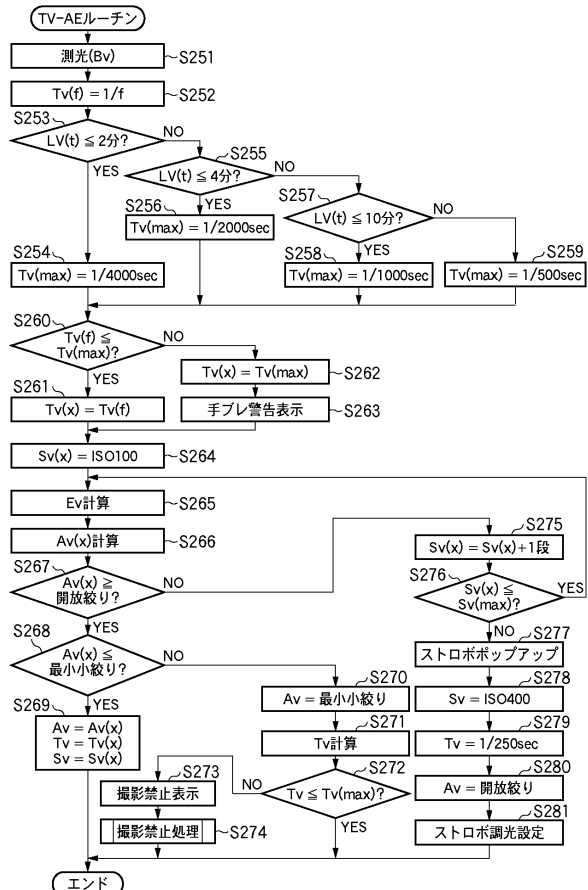 TV-AEルーチン
測光(Bv)
S251
Tv(f) = 1/f
S252
S253
LV(t) ≦ 2分?
NO
YES
S255
LV(t) ≦ 4分?
NO
YES
S256
Tv(max) = 1/2000sec
S257
LV(t) ≦ 10分?
NO
YES
S254
Tv(max) = 1/4000sec
S258
Tv(max) = 1/1000sec
S259
Tv(max) = 1/500sec
S260
Tv(f) ≦
Tv(max)?
NO
YES
S261
Tv(x) = Tv(f)
Tv(x) = Tv(max)
S262
手ブレ警告表示
S263
Sv(x) = ISO100
S264
Ev計算
S265
Av(x)計算
S266
S267
Av(x) ≧
開放絞り?
NO
YES
S275
Sv(x) = Sv(x)+1段
S276
Sv(x) ≦
Sv(max)?
YES
NO
S268
Av(x) ≦
最小小絞り?
NO
YES
S277
ストロボポップアップ
S269
Av = Av(x)
Tv = Tv(x)
Sv = Sv(x)
S270
Av = 最小小絞り
S271
Tv計算
S272
Tv ≦ Tv(max)?
NO
YES
S273
撮影禁止表示
撮影禁止処理
S274
S278
Sv = ISO400
S279
Tv = 1/250sec
S280
Av = 開放絞り
S281
ストロボ調光設定
エンド